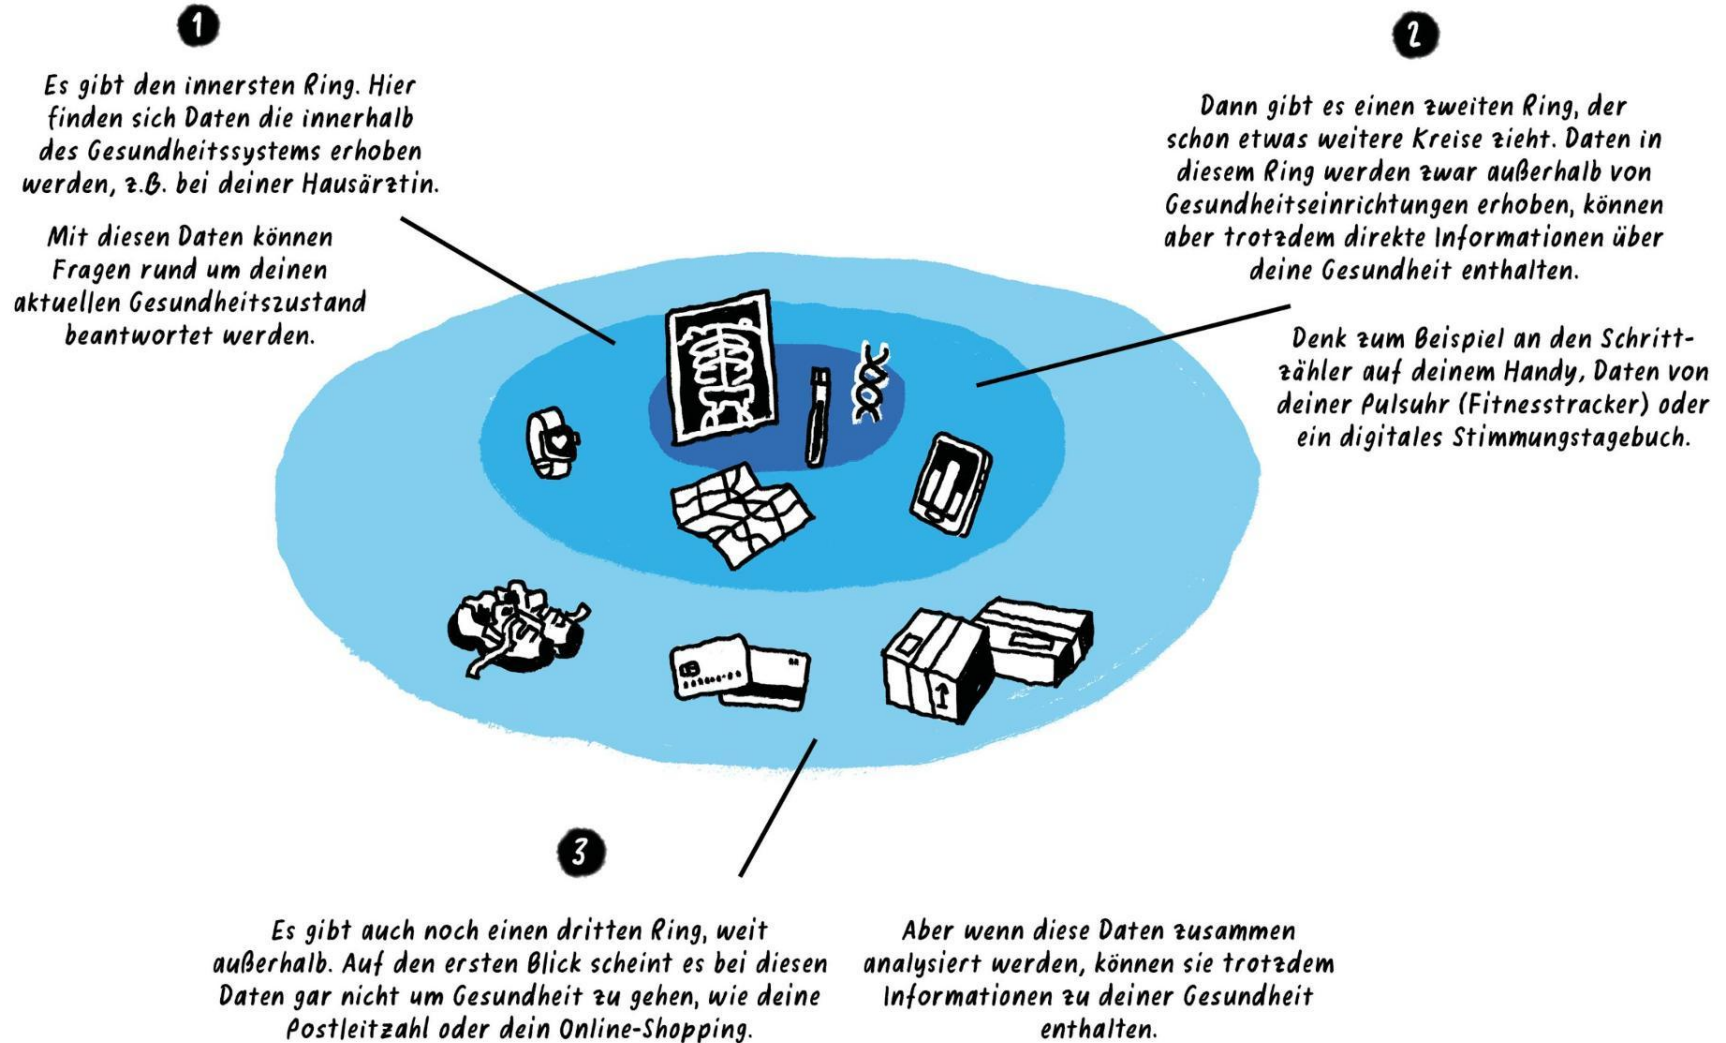 1
Es gibt den innersten Ring. Hier
finden sich Daten die innerhalb
des Gesundheitssystems erhoben
werden, z.B. bei deiner Hausärztin.
Mit diesen Daten können
Fragen rund um deinen
aktuellen Gesundheitszustand
beantwortet werden.
2
Dann gibt es einen zweiten Ring, der
schon etwas weitere Kreise zieht. Daten in
diesem Ring werden zwar außerhalb von
Gesundheitseinrichtungen erhoben, können
aber trotzdem direkte Informationen über
deine Gesundheit enthalten.
Denk zum Beispiel an den Schritt-
zähler auf deinem Handy, Daten von
deiner Pulsuhr (Fitnesstracker) oder
ein digitales Stimmungstagebuch.
3
Es gibt auch noch einen dritten Ring, weit
außerhalb. Auf den ersten Blick scheint es bei diesen
Daten gar nicht um Gesundheit zu gehen, wie deine
Postleitzahl oder dein Online-Shopping.
Aber wenn diese Daten zusammen
analysiert werden, können sie trotzdem
Informationen zu deiner Gesundheit
enthalten.